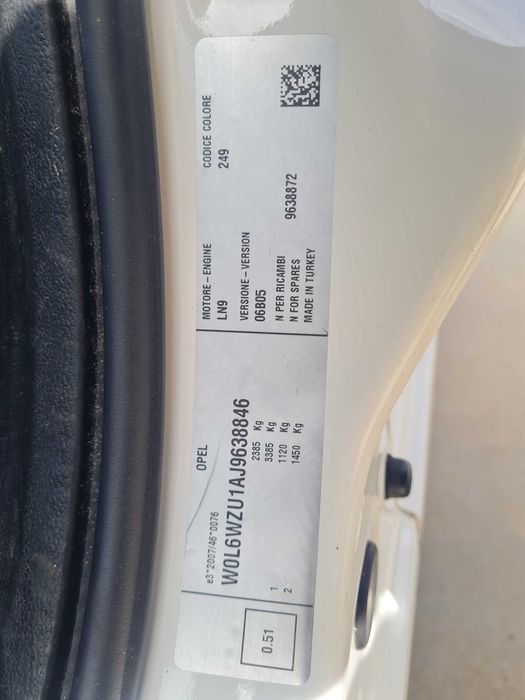 OPEL
e3*2007/46*0076
W0L6WZU1AJ9638846
2385 Kg
3385 Kg
1 1120 Kg
2 1450 Kg
0.51
MOTORE-ENGINE
LN9
CODICE COLORE
249
VERSIONE-VERSION
06B05
N PER RICAMBI
N FOR SPARES
9638872
MADE IN TURKEY